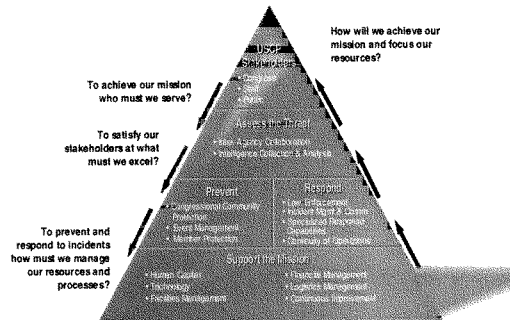 How will we achieve our
mission and focus our
resources?
USCP
Stakeholders
• Congress
• Staff
• Public
To achieve our mission
who must we serve?
Assess the Threat
• Inter-Agency Collaboration
• Intelligence Collection & Analysis
To satisfy our
stakeholders at what
must we excel?
Prevent
• Congressional Community
Protection
• Event Management
• Member Protection
Respond
• Law Enforcement
• Incident Mgmt & Comm
• Specialized Response
Capabilities
• Continuity of Operations
To prevent and
respond to incidents
how must we manage
our resources and
processes?
Support the Mission
• Human Capital
• Technology
• Facilities Management
• Financial Management
• Logistics Management
• Continuous Improvement